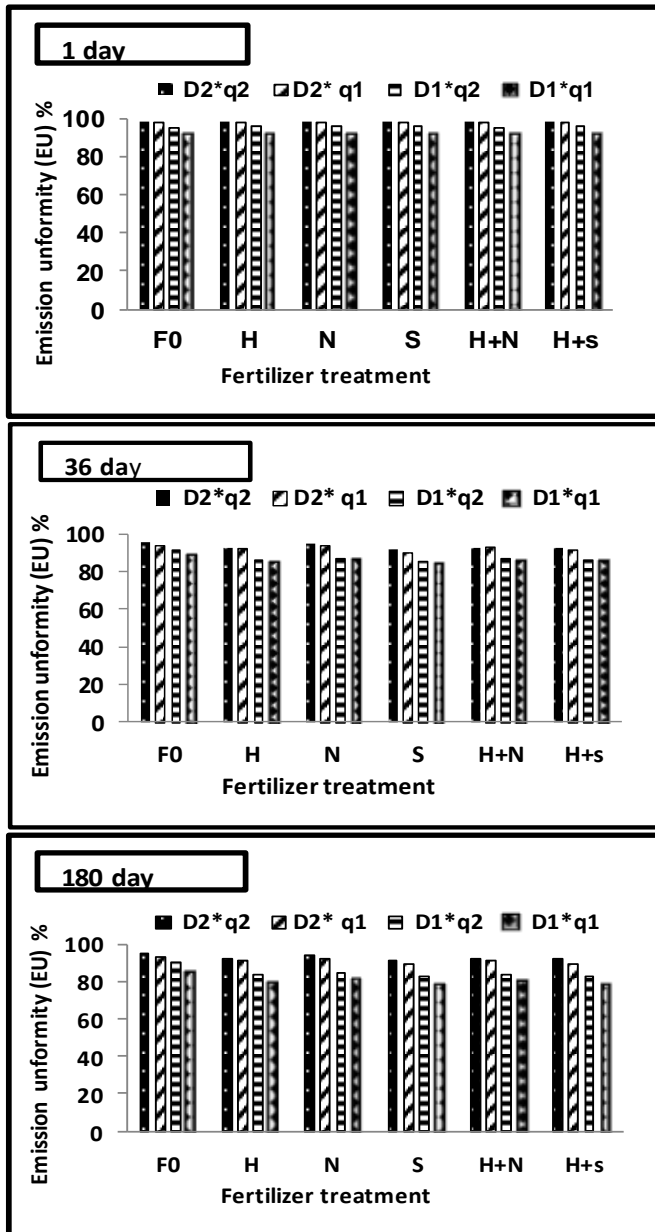 1 day
D2*q2 D2* q1 D1*q2 D1*q1
Emission unformity (EU) %
100
80
60
40
20
0
F0 H N S H+N H+s
Fertilizer treatment
36 day
D2*q2 D2* q1 D1*q2 D1*q1
Emission unformity (EU) %
100
80
60
40
20
0
F0 H N S H+N H+s
Fertilizer treatment
180 day
D2*q2 D2* q1 D1*q2 D1*q1
Emission unformity (EU) %
100
80
60
40
20
0
F0 H N S H+N H+s
Fertilizer treatment